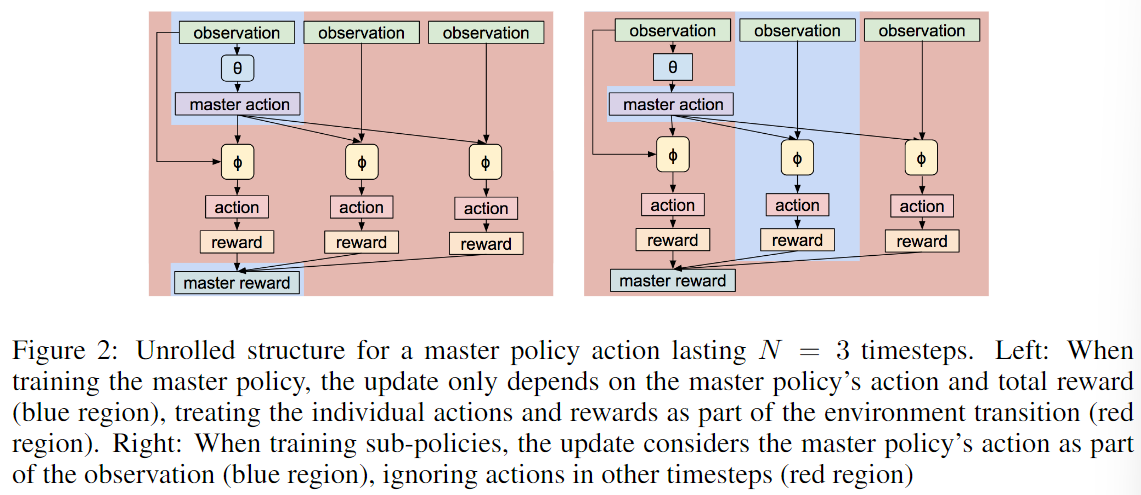 observation observation observation
θ
master action
ϕ ϕ ϕ
action action action
reward reward reward
master reward
observation observation observation
θ
master action
ϕ ϕ ϕ
action action action
reward reward reward
master reward
Figure 2: Unrolled structure for a master policy action lasting N = 3 timesteps. Left: When
training the master policy, the update only depends on the master policy's action and total reward
(blue region), treating the individual actions and rewards as part of the environment transition (red
region). Right: When training sub-policies, the update considers the master policy's action as part
of the observation (blue region), ignoring actions in other timesteps (red region)